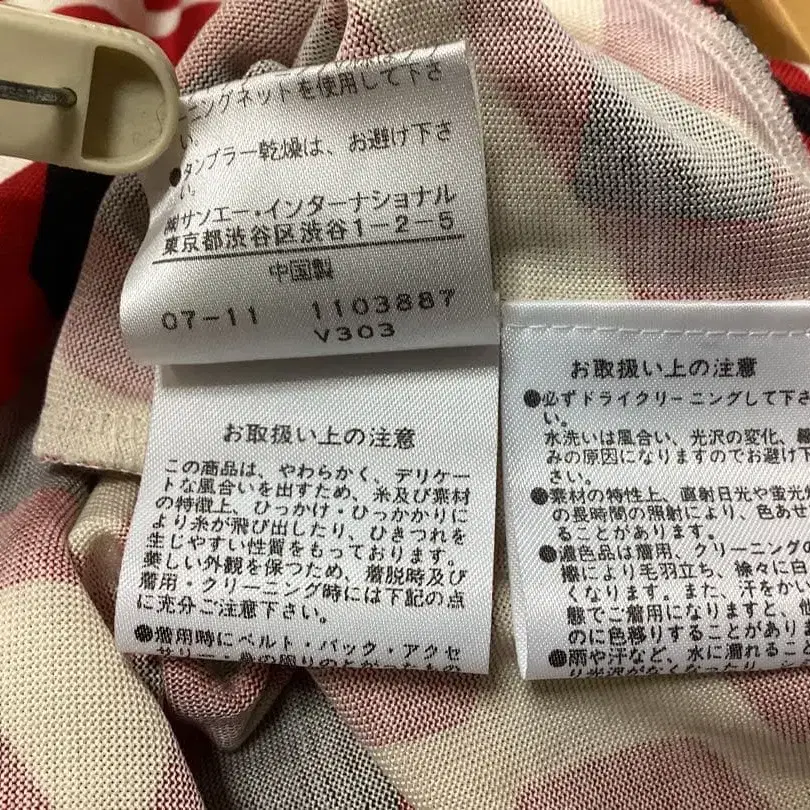 ーニングネットを使用して下さ
い。
●タンブラー乾燥は、お避け下さ
い。
㈱サンエー・インターナショナル
東京都渋谷区渋谷1-2-5
中国製
07-11 1103887
V303
お取扱い上の注意
この商品は、やわらかく、デリケー
トな風合いを出すため、糸及び素材
の特徴上、ひっかけ・ひっかかりに
より糸が飛び出したり、ひきつれを
生じやすい性質をもっております。
美しい外観を保つため、着脱時及び
着用・クリーニング時には下記の点
に充分ご注意下さい。
●着用時にベルト・バック・アクセ
お取扱い上の注意
●必ずドライクリーニングして下さ
い。
水洗いは風合い、光沢の変化、縮
みの原因になりますのでお避け下
さい。
●素材の特性上、直射日光や蛍光
の長時間の照射により、色あせ
ることがあります。
●濃色品は着用、クリーニングの
擦により毛羽立ち、徐々に白
くなります。また、汗をかい
態でご着用になりますと、他
のに色移りすることがありま
●雨や汗など、水に濡れること
り光沢がなくなったり、